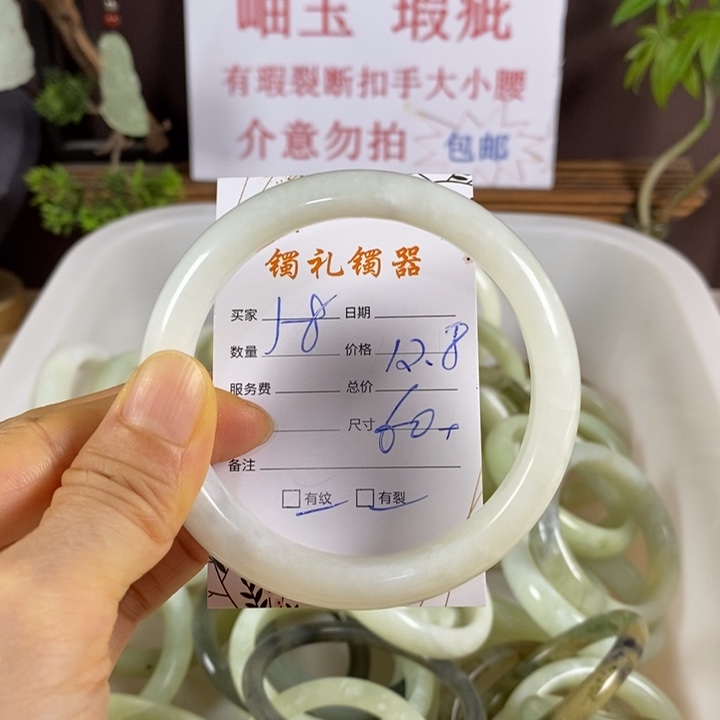 岫玉 瑕疵
有瑕裂断扣手大小腰
介意勿拍 包邮
镯礼镯器
买家 1-8 日期
数量 价格 12.8
服务费 总价
尺寸 60+
备注
□ 有纹 □ 有裂